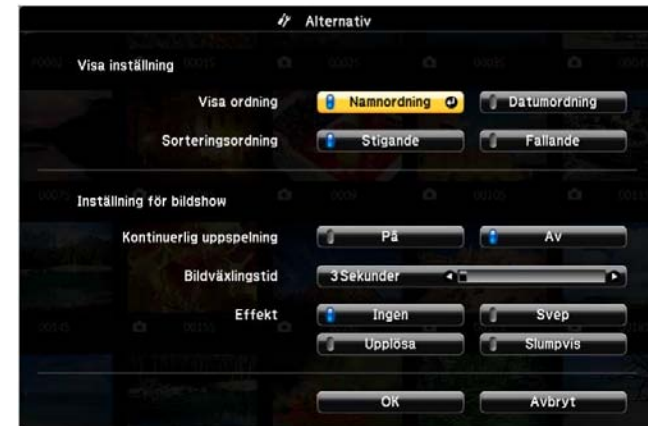 Alternativ
Visa inställning
Visa ordning Namnordning Datumordning
Sorteringsordning Stigande Fallande
Inställning för bildshow
Kontinuerlig uppspelning På Av
Bildväxlingstid 3Sekunder
Effekt Ingen Svep
Upplösa Slumpvis
OK Avbryt